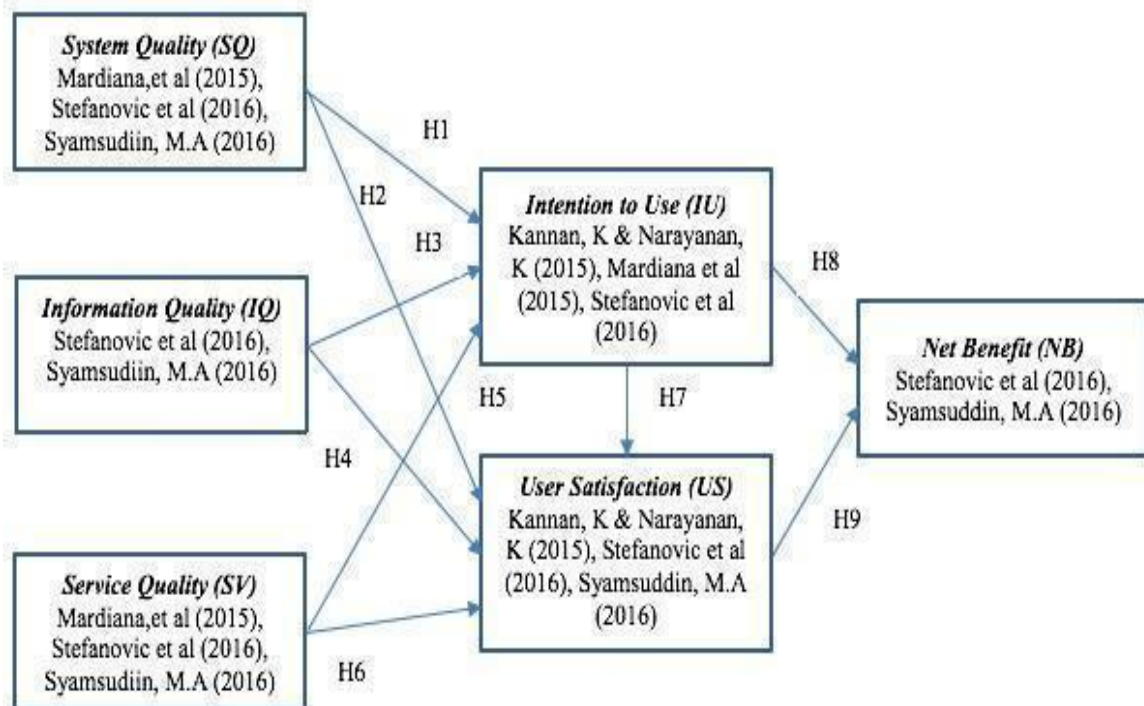 System Quality (SQ)
Mardiana,et al (2015),
Stefanovic et al (2016),
Syamsudiin, M.A (2016)
H1
H2
H3
Intention to Use (IU)
Kannan, K & Narayanan,
K (2015), Mardiana et al
(2015), Stefanovic et al
(2016)
H8
Information Quality (IQ)
Stefanovic et al (2016),
Syamsudiin, M.A (2016)
Net Benefit (NB)
Stefanovic et al (2016),
Syamsuddin, M.A (2016)
H5
H7
H4
User Satisfaction (US)
Kannan, K & Narayanan,
K (2015), Stefanovic et al
(2016), Syamsuddin, M.A
(2016)
H9
Service Quality (SV)
Mardiana,et al (2015),
Stefanovic et al (2016),
Syamsudiin, M.A (2016)
H6